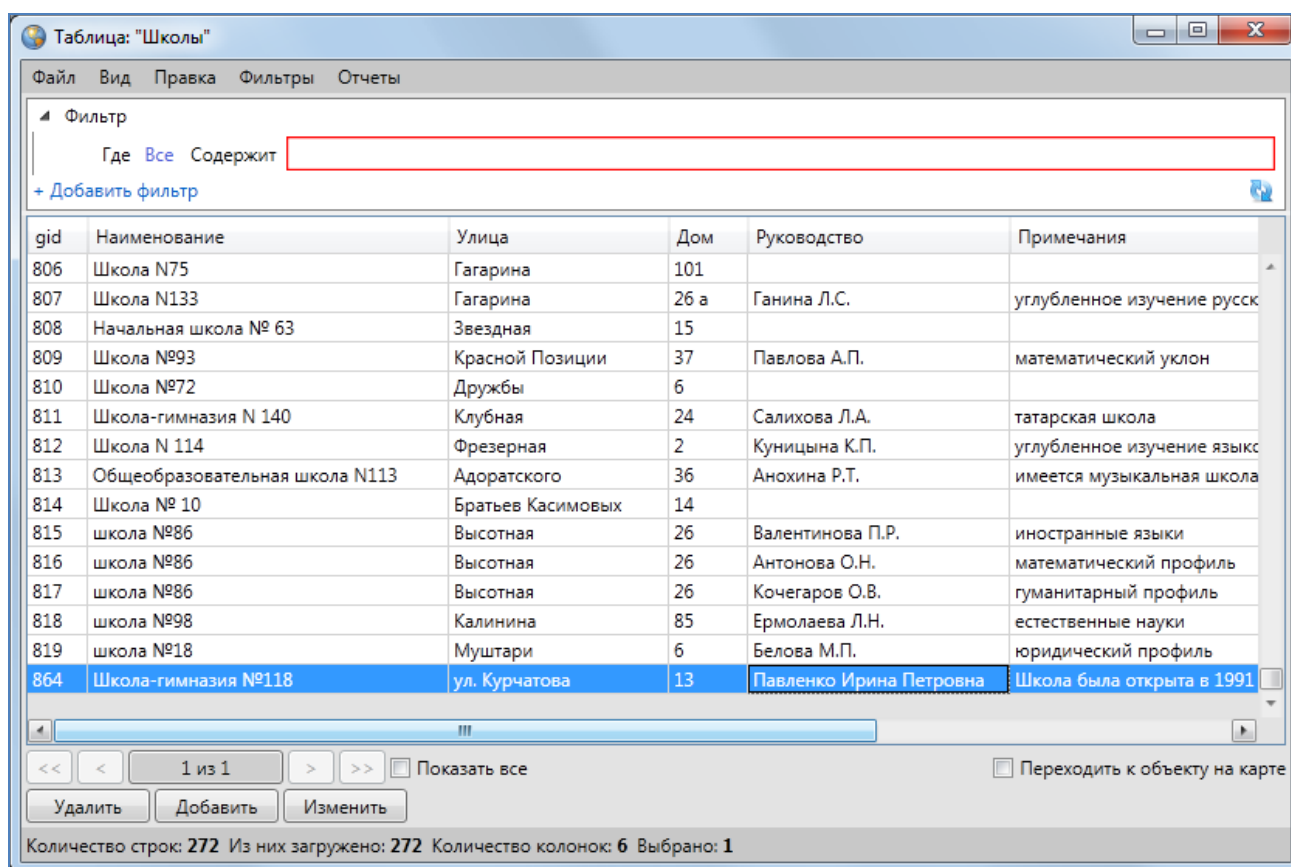 Таблица: "Школы"
Файл Вид Правка Фильтры Отчеты
Фильтр
Где Все Содержит
+ Добавить фильтр
gid Наименование Улица Дом Руководство Примечания
806 Школа N75 Гагарина 101
807 Школа N133 Гагарина 26 а Ганина Л.С. углубленное изучение русск
808 Начальная школа № 63 Звездная 15
809 Школа №93 Красной Позиции 37 Павлова А.П. математический уклон
810 Школа №72 Дружбы 6
811 Школа-гимназия N 140 Клубная 24 Салихова Л.А. татарская школа
812 Школа N 114 Фрезерная 2 Куницына К.П. углубленное изучение языко
813 Общеобразовательная школа N113 Адоратского 36 Анохина Р.Т. имеется музыкальная школа
814 Школа № 10 Братьев Касимовых 14
815 школа №86 Высотная 26 Валентинова П.Р. иностранные языки
816 школа №86 Высотная 26 Антонова О.Н. математический профиль
817 школа №86 Высотная 26 Кочегаров О.В. гуманитарный профиль
818 школа №98 Калинина 85 Ермолаева Л.Н. естественные науки
819 школа №18 Муштари 6 Белова М.П. юридический профиль
864 Школа-гимназия №118 ул. Курчатова 13 Павленко Ирина Петровна Школа была открыта в 1991
<< < 1 из 1 > >> Показать все Переходить к объекту на карте
Удалить Добавить Изменить
Количество строк: 272 Из них загружено: 272 Количество колонок: 6 Выбрано: 1